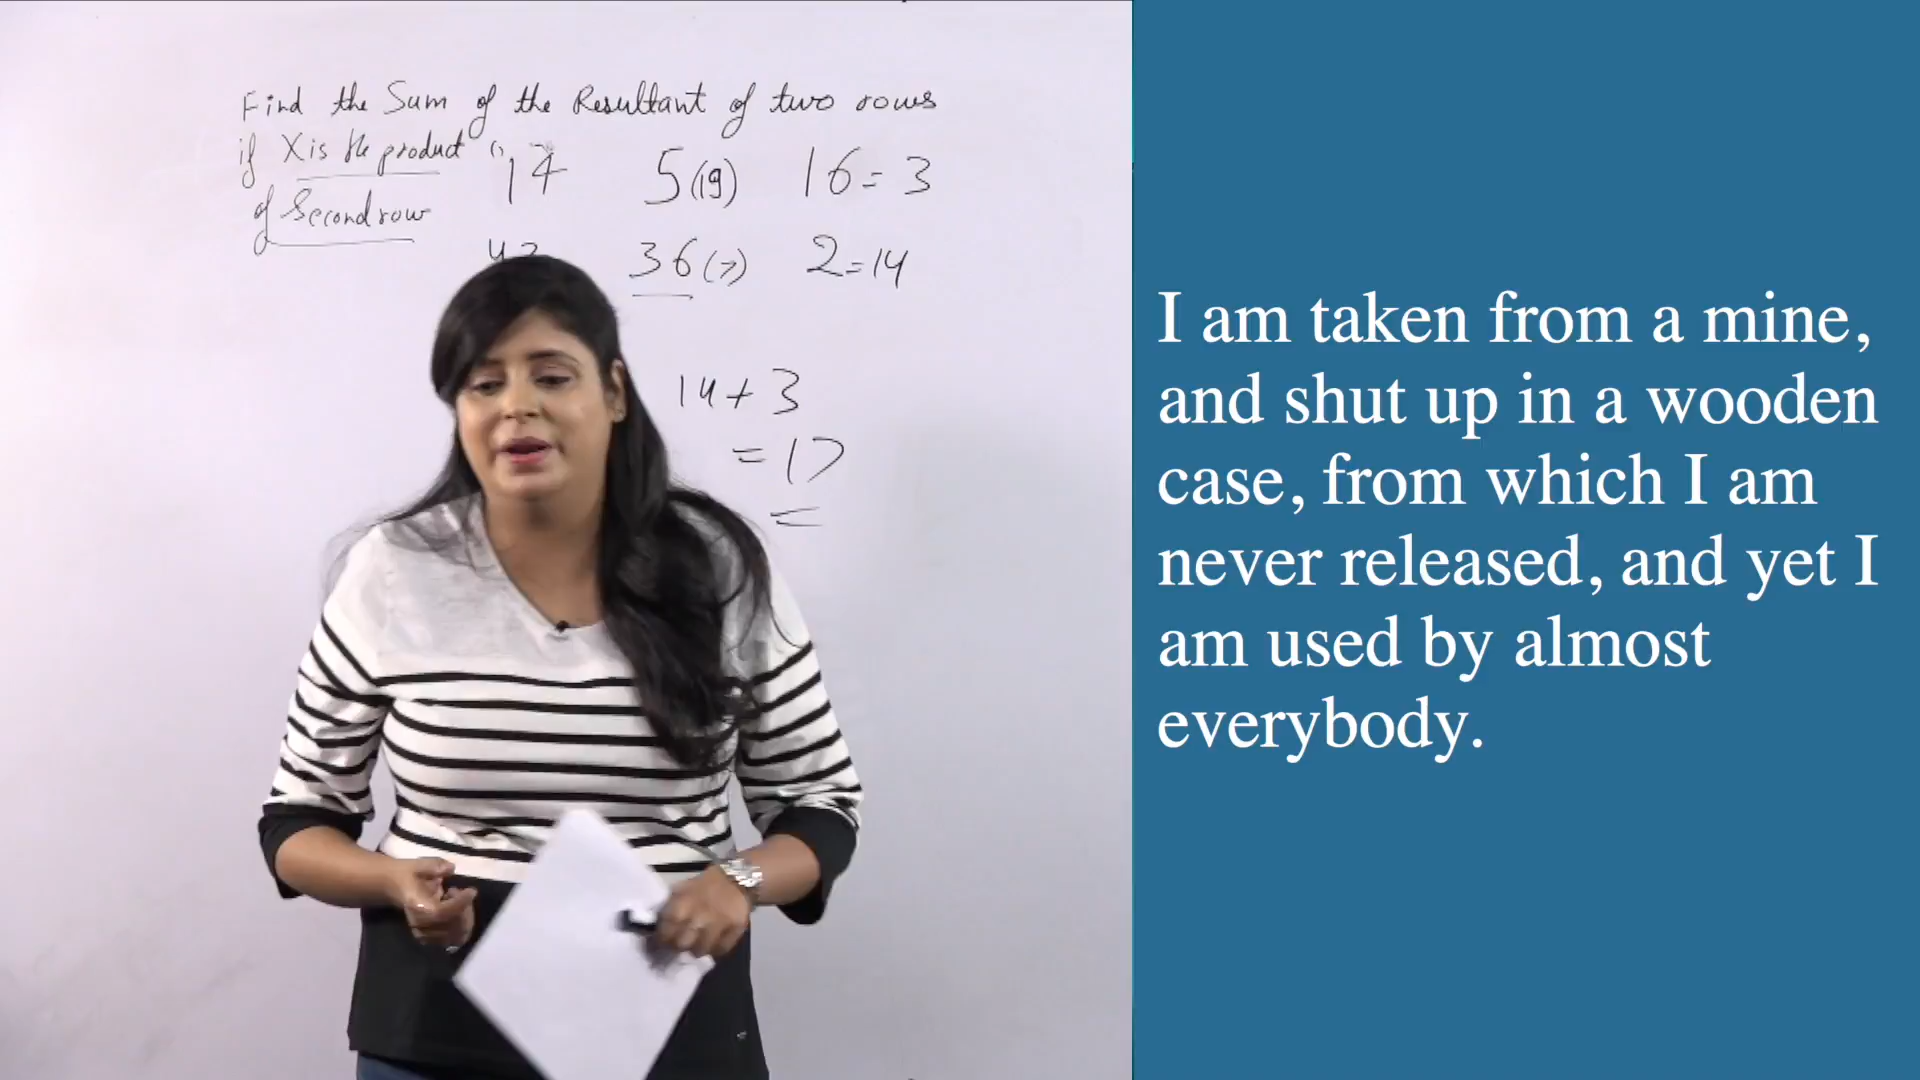 Find the Sum of the Resultant of two rows
if X is the product
of Second row
17 5(19) 16=3
36(7) 2=14
14+3
=17
I am taken from a mine,
and shut up in a wooden
case, from which I am
never released, and yet I
am used by almost
everybody.